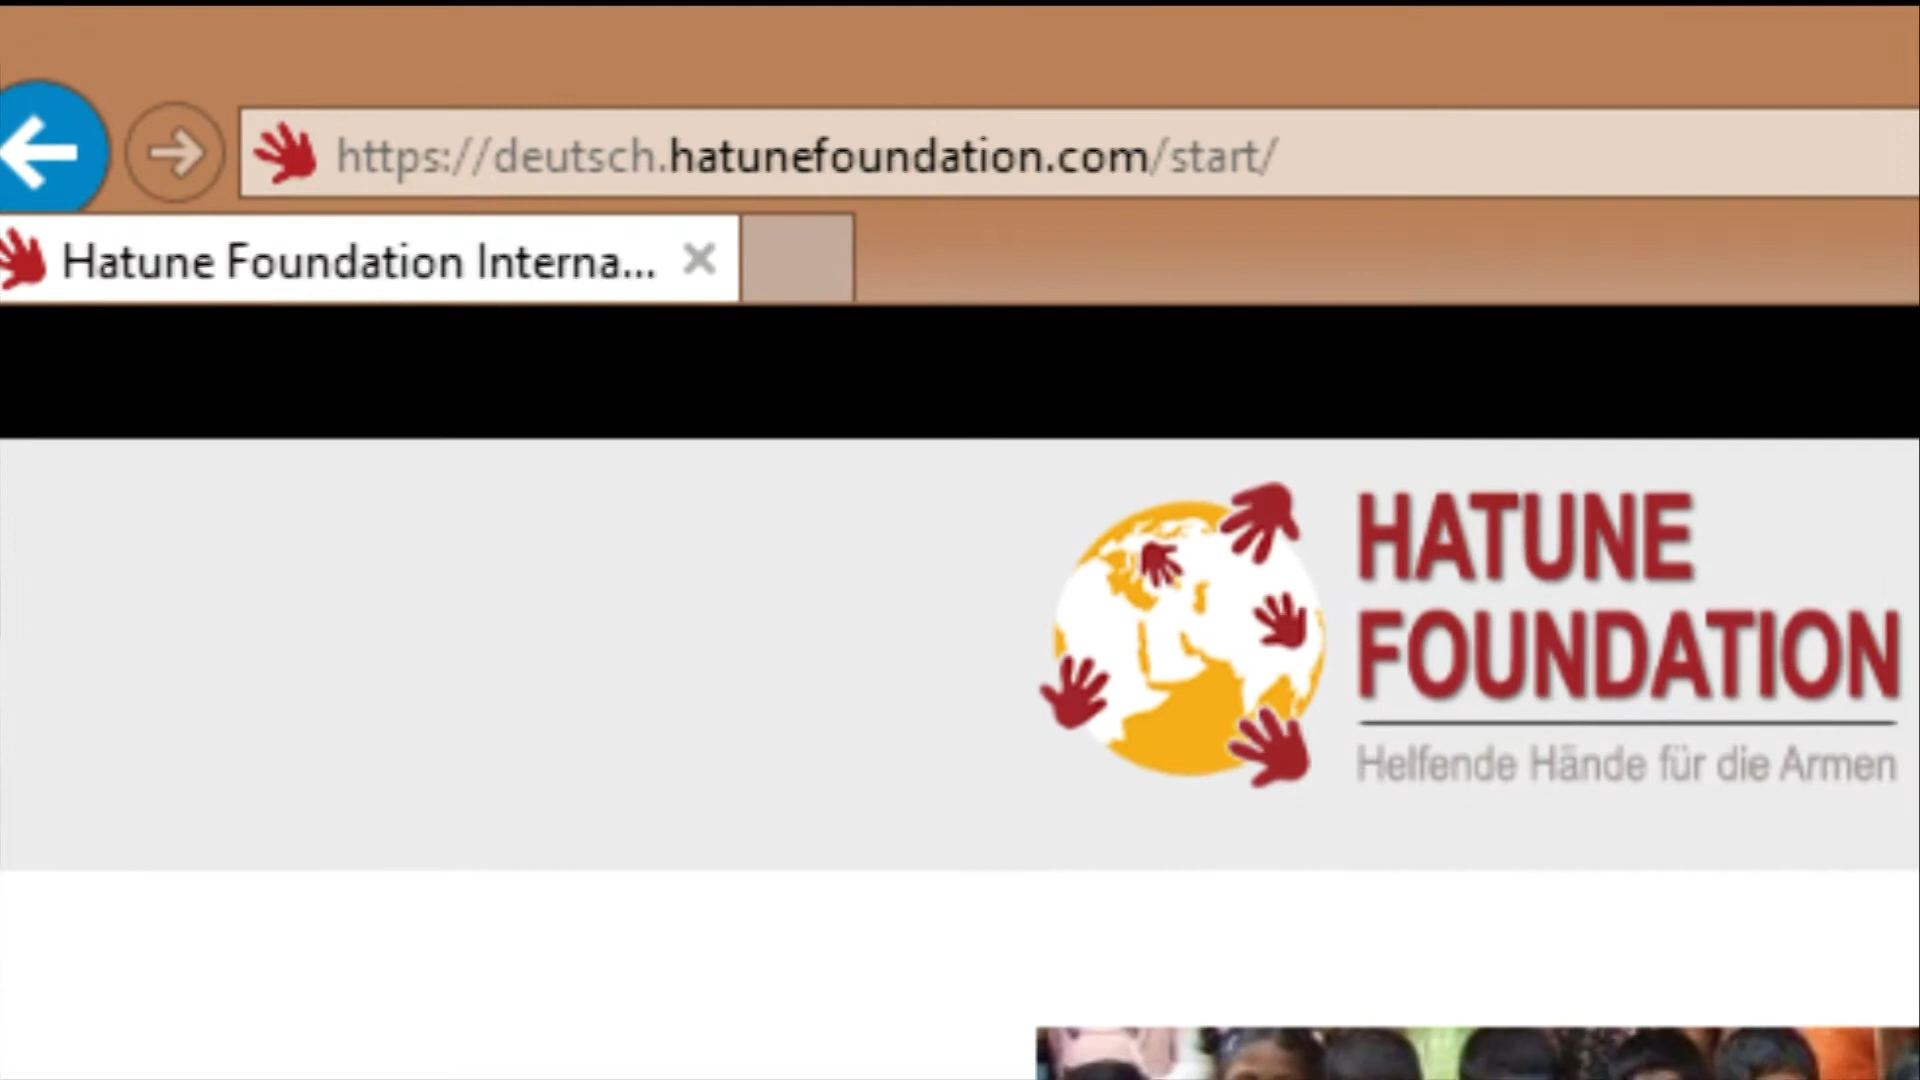 https://deutsch.hatunefoundation.com/start/
Hatune Foundation Interna...
HATUNE
FOUNDATION
Helfende Hände für die Armen